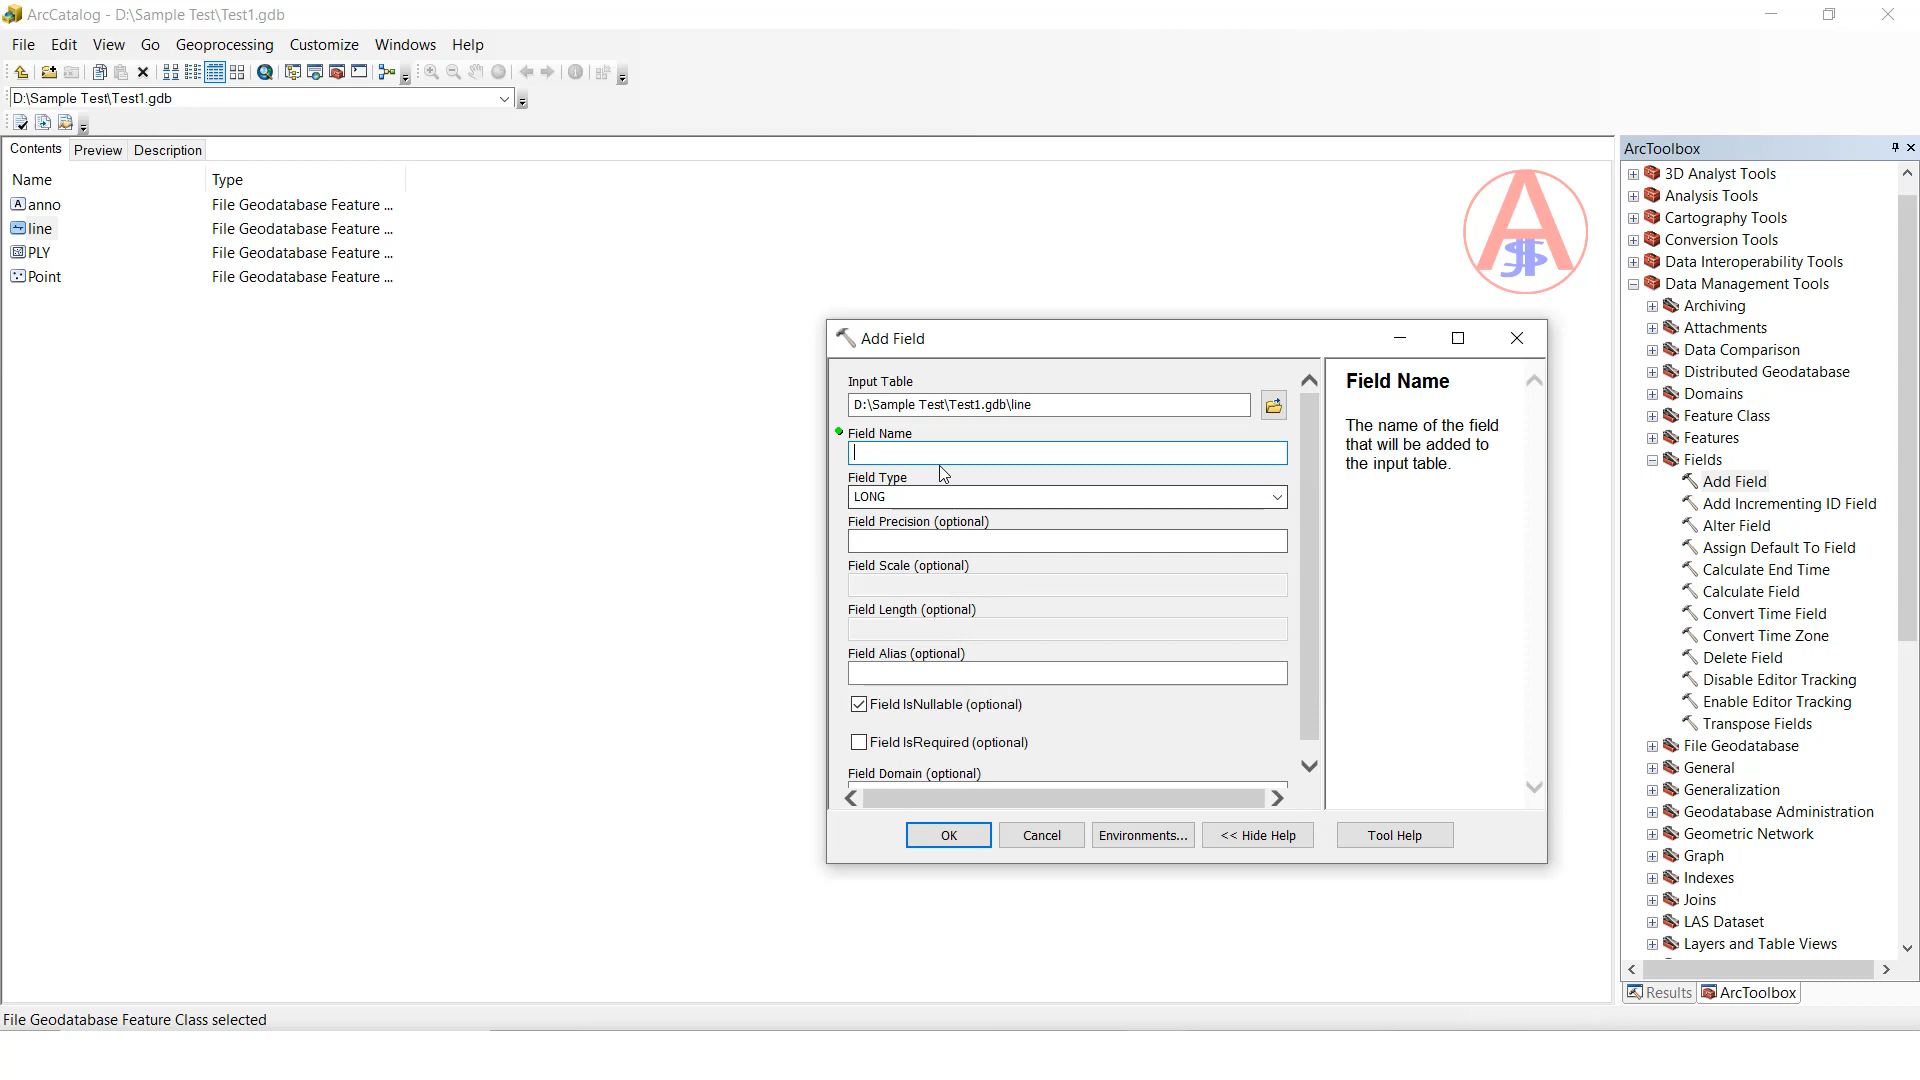 ArcCatalog - D:\Sample Test\Test1.gdb
File Edit View Go Geoprocessing Customize Windows Help
D:\Sample Test\Test1.gdb
Contents Preview Description
Name Type
anno File Geodatabase Feature ...
line File Geodatabase Feature ...
PLY File Geodatabase Feature ...
Point File Geodatabase Feature ...
Add Field
Input Table
D:\Sample Test\Test1.gdb\line
Field Name
Field Type
LONG
Field Precision (optional)
Field Scale (optional)
Field Length (optional)
Field Alias (optional)
Field IsNullable (optional)
Field IsRequired (optional)
Field Domain (optional)
OK Cancel Environments... << Hide Help Tool Help
Field Name
The name of the field
that will be added to
the input table.
ArcToolbox
3D Analyst Tools
Analysis Tools
Cartography Tools
Conversion Tools
Data Interoperability Tools
Data Management Tools
Archiving
Attachments
Data Comparison
Distributed Geodatabase
Domains
Feature Class
Features
Fields
Add Field
Add Incrementing ID Field
Alter Field
Assign Default To Field
Calculate End Time
Calculate Field
Convert Time Field
Convert Time Zone
Delete Field
Disable Editor Tracking
Enable Editor Tracking
Transpose Fields
File Geodatabase
General
Generalization
Geodatabase Administration
Geometric Network
Graph
Indexes
Joins
LAS Dataset
Layers and Table Views
Results ArcToolbox
File Geodatabase Feature Class selected